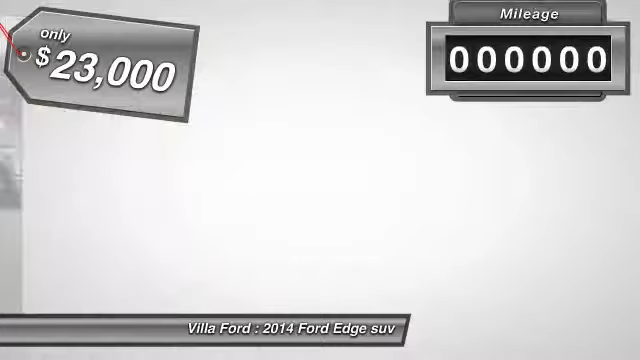 only
$23,000
Mileage
000000
Villa Ford : 2014 Ford Edge suv